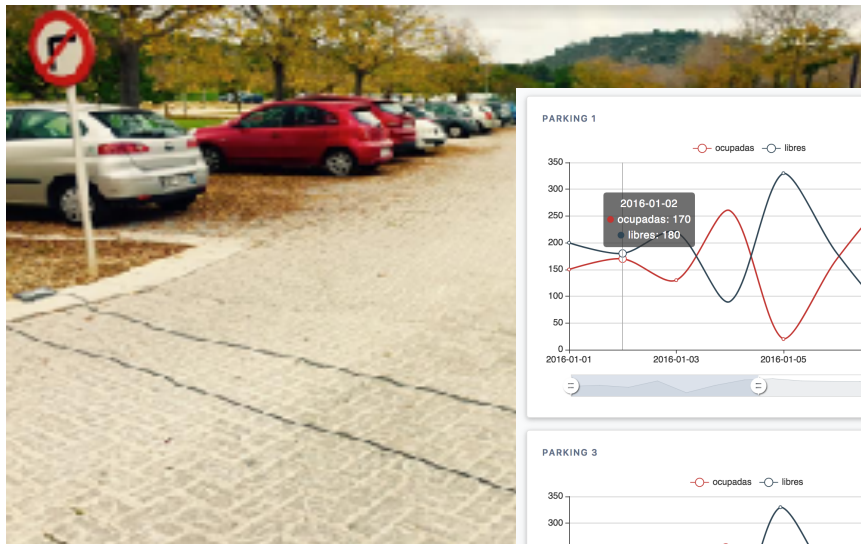 PARKING 1
ocupadas libres
350
300
250
200
150
100
50
0
2016-01-02
ocupadas: 170
libres: 180
2016-01-01 2016-01-03 2016-01-05
PARKING 3
ocupadas libres
350
300